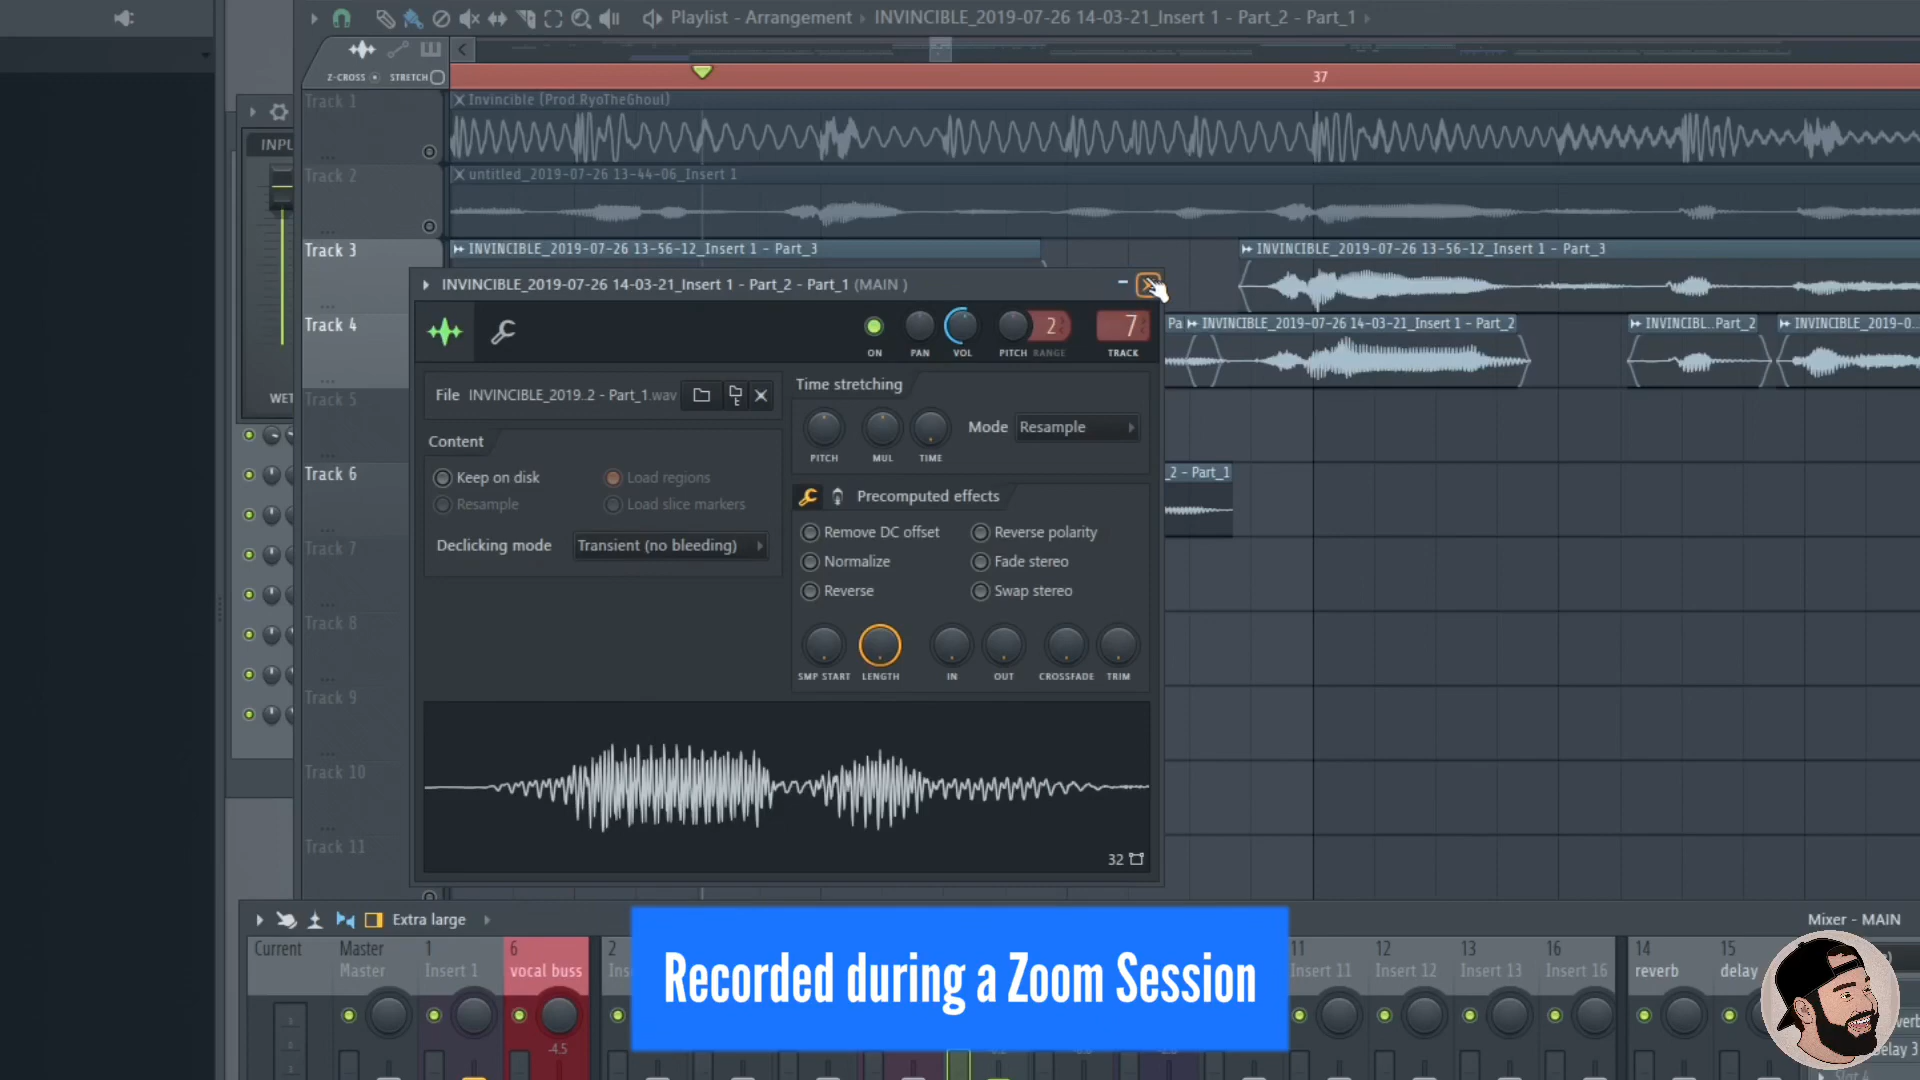 Playlist - Arrangement › INVINCIBLE_2019-07-26 14-03-21_Insert 1 - Part_2 - Part_1
Z-CROSS STRETCH
37
Track 1
Invincible (Prod.RyoTheGhoul)
Track 2
untitled_2019-07-26 13-44-06_Insert 1
Track 3
INVINCIBLE_2019-07-26 13-56-12_Insert 1 - Part_3
INVINCIBLE_2019-07-26 13-56-12_Insert 1 - Part_3
Track 4
INVINCIBLE_2019-07-26 14-03-21_Insert 1 - Part_2
INVINCIBL..Part_2
INVINCIBLE_2019-0...
Track 5
Track 6
_2 - Part_1
Track 7
Track 8
Track 9
Track 10
Track 11
INVINCIBLE_2019-07-26 14-03-21_Insert 1 - Part_2 - Part_1 (MAIN )
ON PAN VOL PITCH RANGE TRACK
2
7
File INVINCIBLE_2019..2 - Part_1.wav
Content
Keep on disk
Load regions
Resample
Load slice markers
Declicking mode Transient (no bleeding)
Time stretching
PITCH MUL TIME
Mode Resample
Precomputed effects
Remove DC offset
Reverse polarity
Normalize
Fade stereo
Reverse
Swap stereo
SMP START LENGTH IN OUT CROSSFADE TRIM
32
Extra large
Mixer - MAIN
Current
Master
Master
1
Insert 1
6
vocal buss
-4.5
2
11
Insert 11
12
Insert 12
13
Insert 13
16
Insert 16
14
reverb
15
delay
Recorded during a Zoom Session